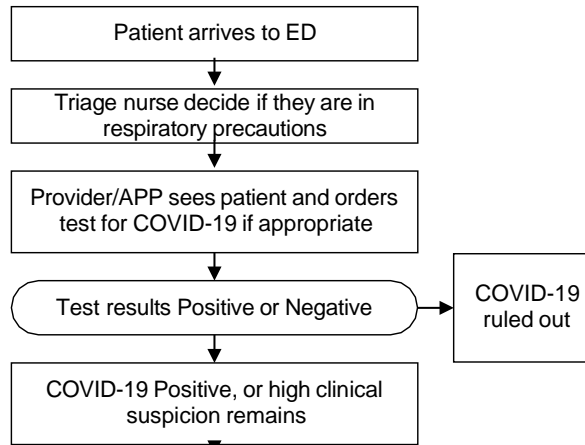 Patient arrives to ED
Triage nurse decide if they are in
respiratory precautions
Provider/APP sees patient and orders
test for COVID-19 if appropriate
Test results Positive or Negative
COVID-19
ruled out
COVID-19 Positive, or high clinical
suspicion remains